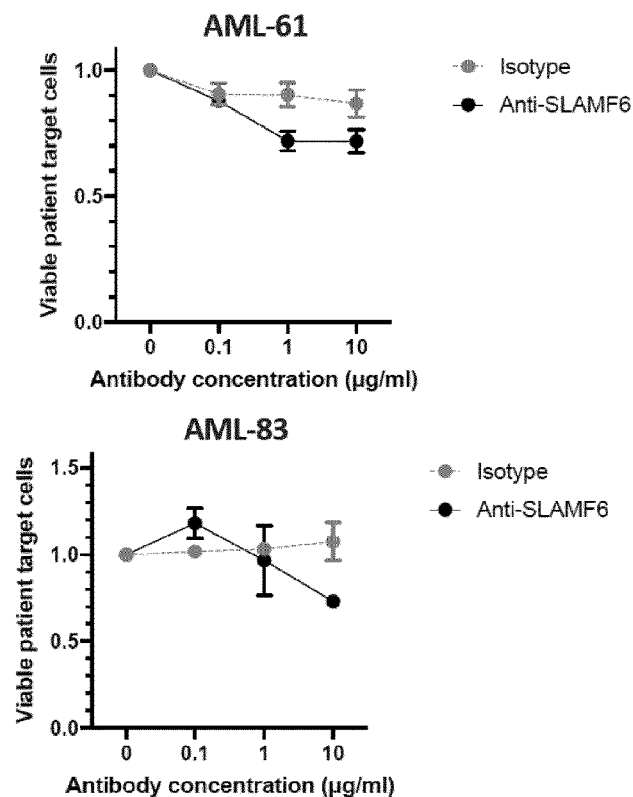 AML-61
Isotype
Anti-SLAMF6
Viable patient target cells
1.0
0.5
0.0
0 0.1 1 10
Antibody concentration (µg/ml)
AML-83
Isotype
Anti-SLAMF6
Viable patient target cells
1.5
1.0
0.5
0.0
0 0.1 1 10
Antibody concentration (µg/ml)